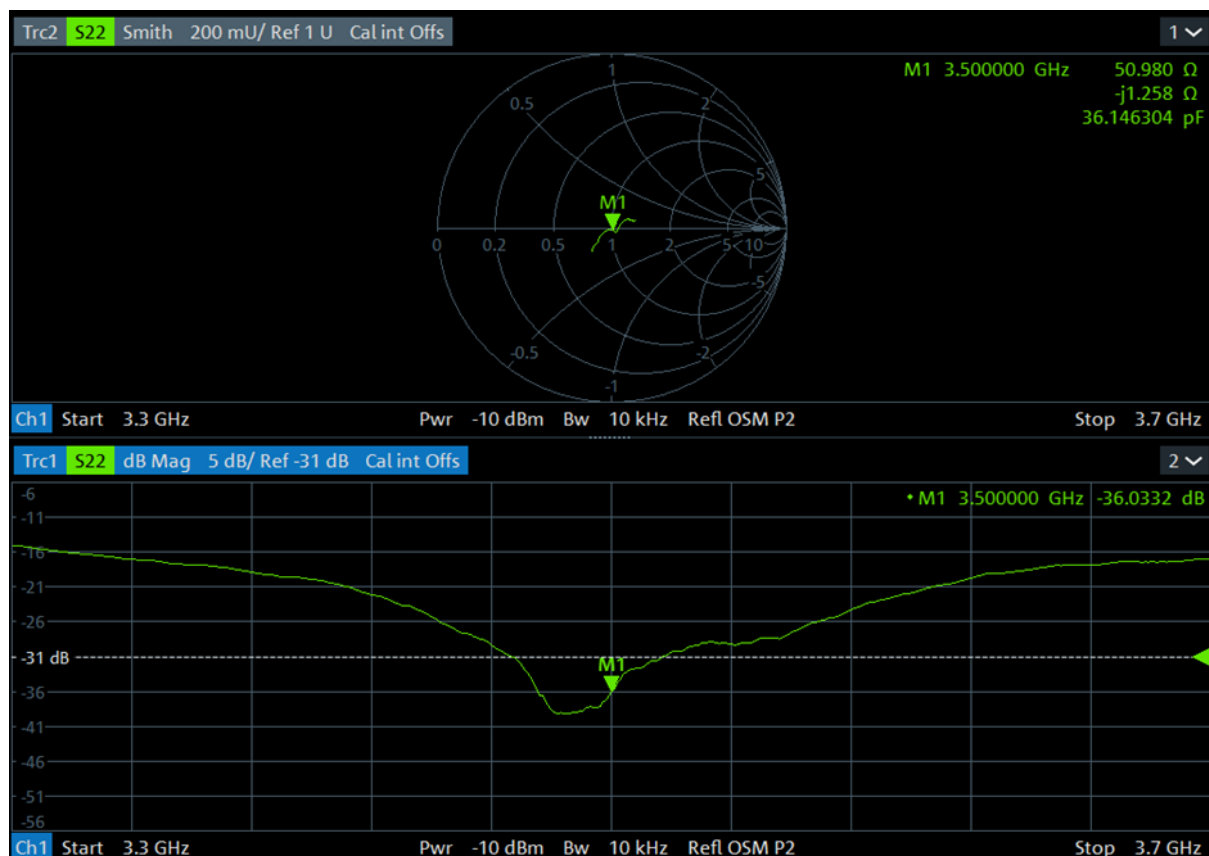 Trc2 S22 Smith 200 mU/ Ref 1 U Cal int Offs 1
M1 3.500000 GHz 50.980 Ω
-j1.258 Ω
36.146304 pF
1
0.5 2
5
M1
0 0.2 0.5 1 2 5 10
-5
-0.5 -2
-1
Ch1 Start 3.3 GHz Pwr -10 dBm Bw 10 kHz Refl OSM P2 Stop 3.7 GHz
Trc1 S22 dB Mag 5 dB/ Ref -31 dB Cal int Offs 2
-6
•M1 3.500000 GHz -36.0332 dB
-11
-16
-21
-26
-31 dB
M1
-36
-41
-46
-51
-56
Ch1 Start 3.3 GHz Pwr -10 dBm Bw 10 kHz Refl OSM P2 Stop 3.7 GHz